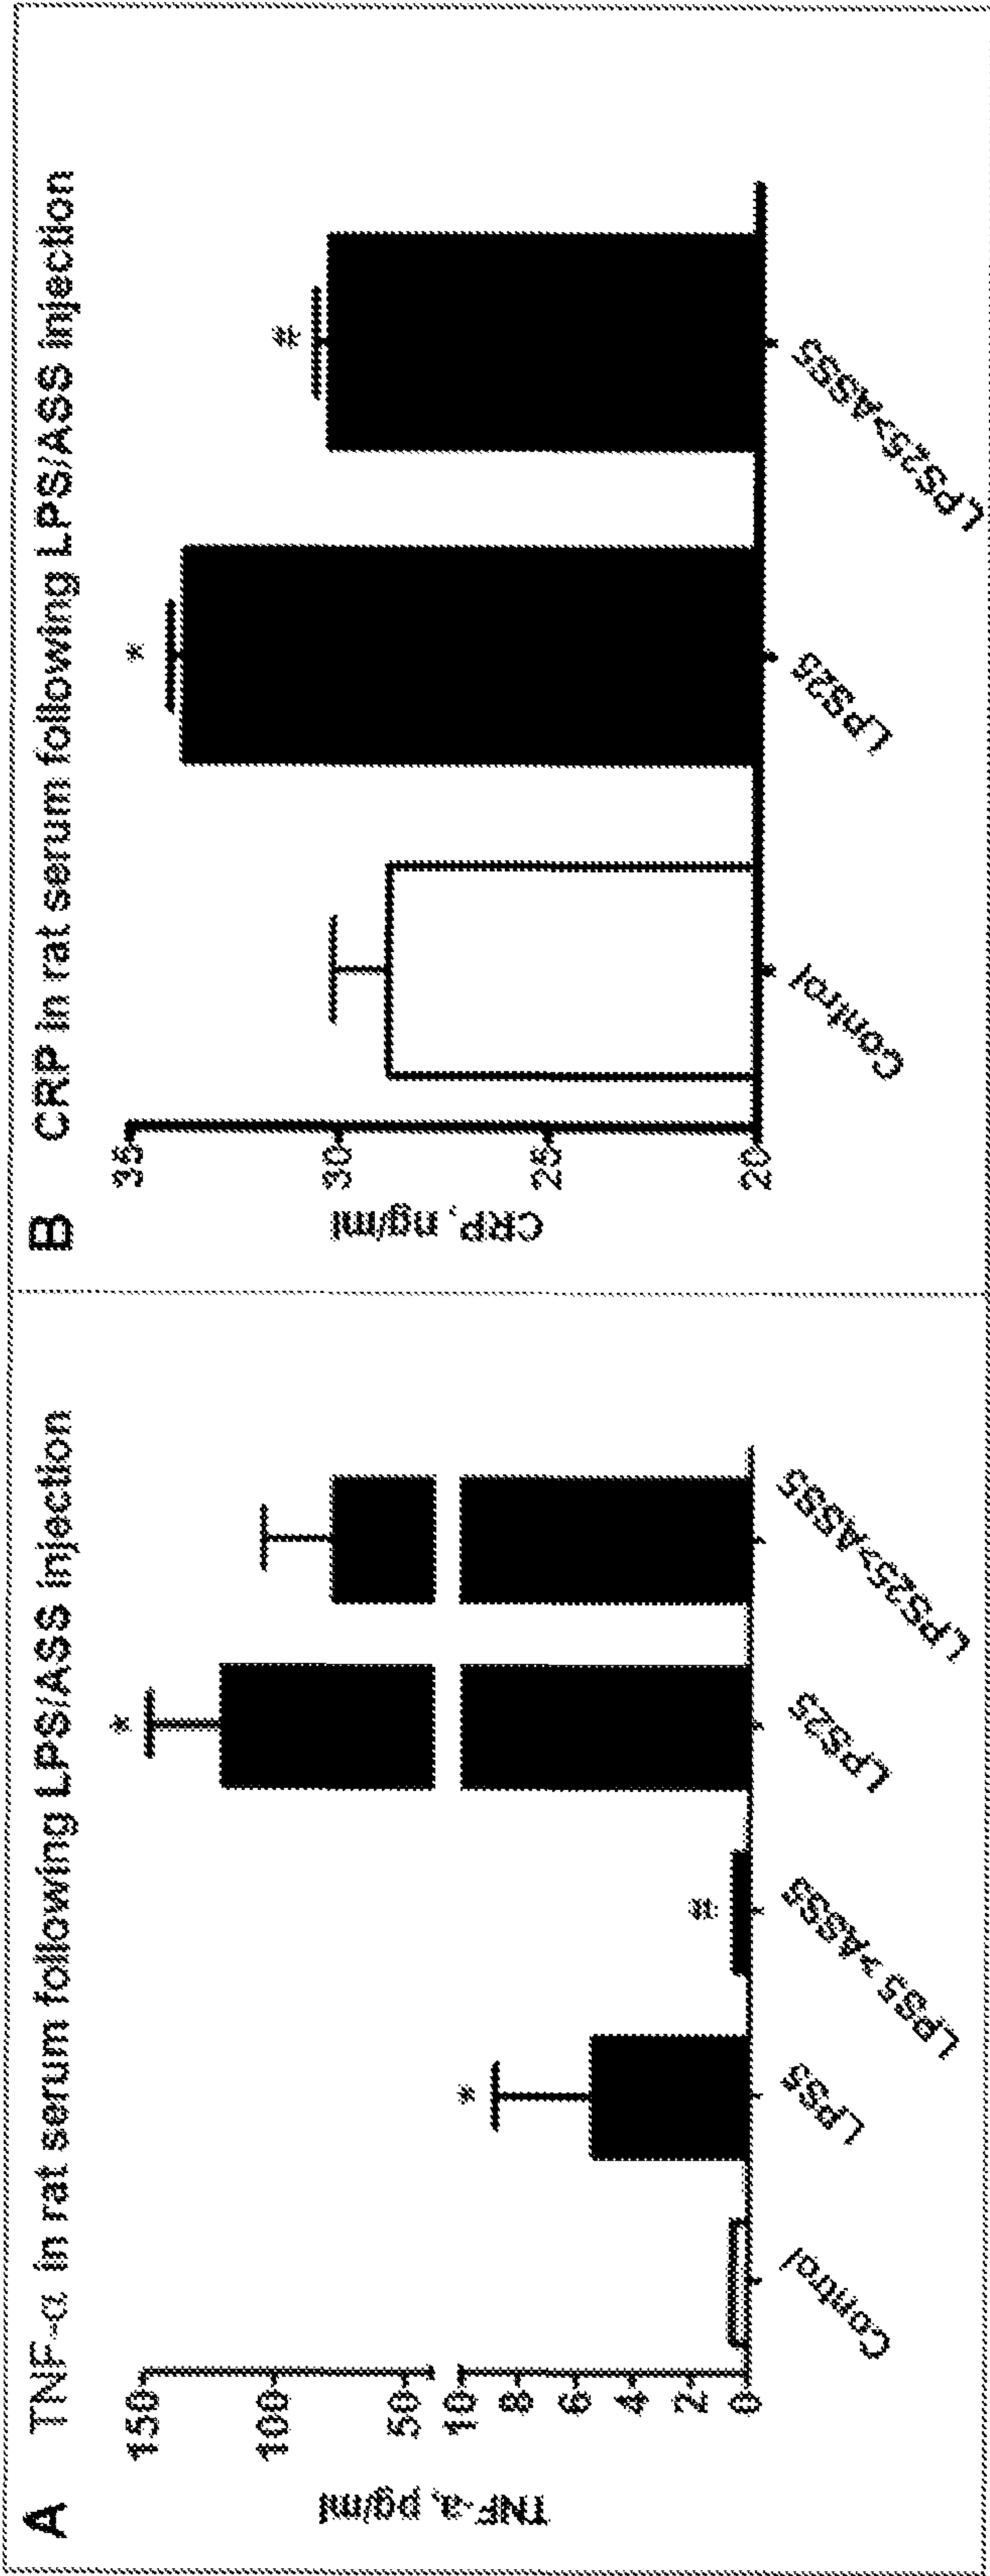 A TNF-α in rat serum following LPS/ASS injection
TNF-a, pg/ml
150
100
50
10
8
6
4
2
0
*
#
*
Control
LPS5
LPS5>ASS5
LPS25
LPS25>ASS5
B CRP in rat serum following LPS/ASS injection
CRP, ng/ml
35
30
25
20
*
#
Control
LPS25
LPS25>ASS5